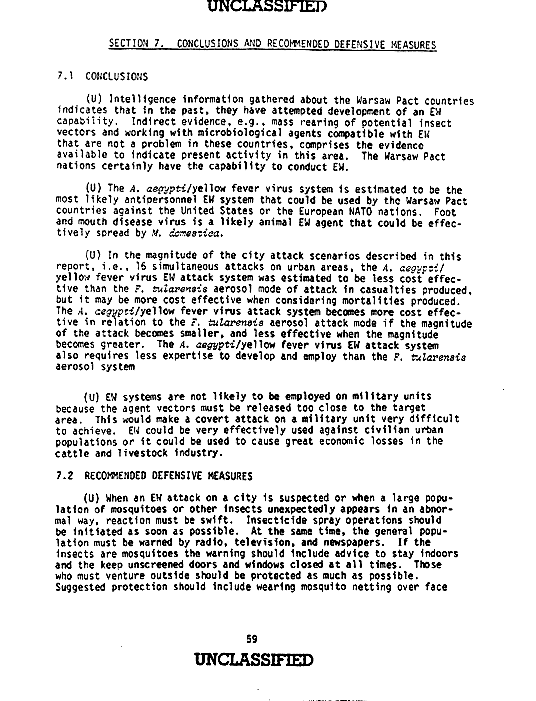 UNCLASSIFIED
SECTION 7. CONCLUSIONS AND RECOMMENDED DEFENSIVE MEASURES
7.1 CONCLUSIONS
(U) Intelligence information gathered about the Warsaw Pact countries
indicates that in the past, they have attempted development of an EW
capability. Indirect evidence, e.g., mass rearing of potential insect
vectors and working with microbiological agents compatible with EW
that are not a problem in these countries, comprises the evidence
available to indicate present activity in this area. The Warsaw Pact
nations certainly have the capability to conduct EW.
(U) The A. aegypti/yellow fever virus system is estimated to be the
most likely antipersonnel EW system that could be used by the Warsaw Pact
countries against the United States or the European NATO nations. Foot
and mouth disease virus is a likely animal EW agent that could be effec-
tively spread by M. domestica.
(U) In the magnitude of the city attack scenarios described in this
report, i.e., 16 simultaneous attacks on urban areas, the A. aegypti/
yellow fever virus EW attack system was estimated to be less cost effec-
tive than the F. tularensis aerosol mode of attack in casualties produced,
but it may be more cost effective when considering mortalities produced.
The A. aegypti/yellow fever virus attack system becomes more cost effec-
tive in relation to the F. tularensis aerosol attack mode if the magnitude
of the attack becomes smaller, and less effective when the magnitude
becomes greater. The A. aegypti/yellow fever virus EW attack system
also requires less expertise to develop and employ than the F. tularensis
aerosol system
(U) EW systems are not likely to be employed on military units
because the agent vectors must be released too close to the target
area. This would make a covert attack on a military unit very difficult
to achieve. EW could be very effectively used against civilian urban
populations or it could be used to cause great economic losses in the
cattle and livestock industry.
7.2 RECOMMENDED DEFENSIVE MEASURES
(U) When an EW attack on a city is suspected or when a large popu-
lation of mosquitoes or other insects unexpectedly appears in an abnor-
mal way, reaction must be swift. Insecticide spray operations should
be initiated as soon as possible. At the same time, the general popu-
lation must be warned by radio, television, and newspapers. If the
insects are mosquitoes the warning should include advice to stay indoors
and the keep unscreened doors and windows closed at all times. Those
who must venture outside should be protected as much as possible.
Suggested protection should include wearing mosquito netting over face
59
UNCLASSIFIED